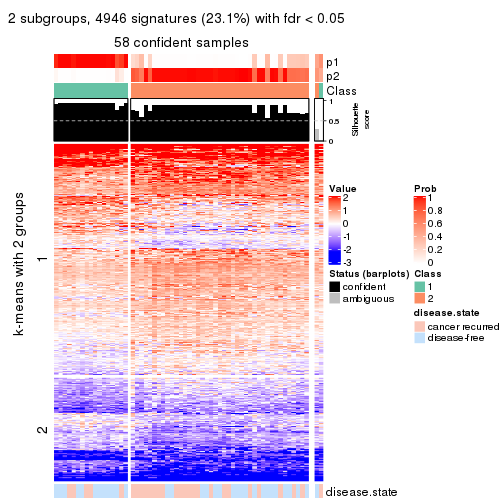 2 subgroups, 4946 signatures (23.1%) with fdr < 0.05
58 confident samples
p1
p2
Class
1
0.5
0
Silhouette
score
k-means with 2 groups
1
2
Value
2
1
0
-1
-2
-3
Prob
1
0.8
0.6
0.4
0.2
0
Status (barplots)
confident
ambiguous
Class
1
2
disease.state
cancer recurred
disease-free
disease.state